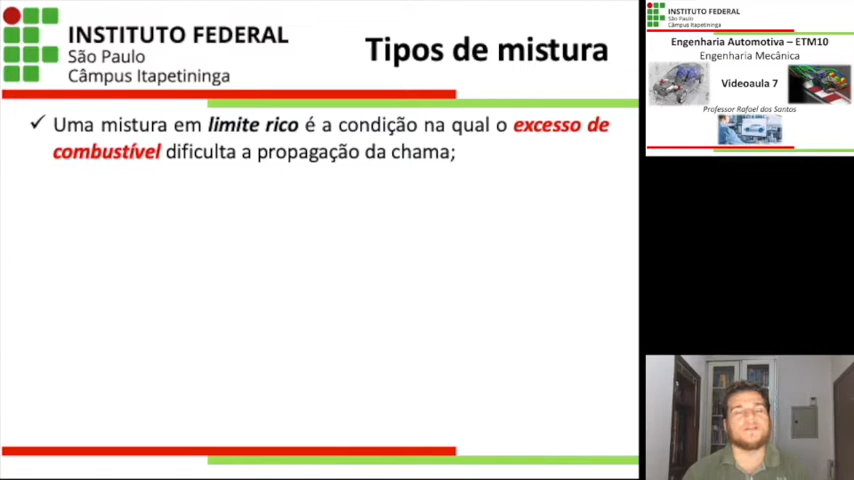 INSTITUTO FEDERAL
São Paulo
Câmpus Itapetininga
Tipos de mistura
✓ Uma mistura em limite rico é a condição na qual o excesso de
combustível dificulta a propagação da chama;
INSTITUTO FEDERAL
São Paulo
Câmpus Itapetininga
Engenharia Automotiva – ETM10
Engenharia Mecânica
Videoaula 7
Professor Rafael dos Santos